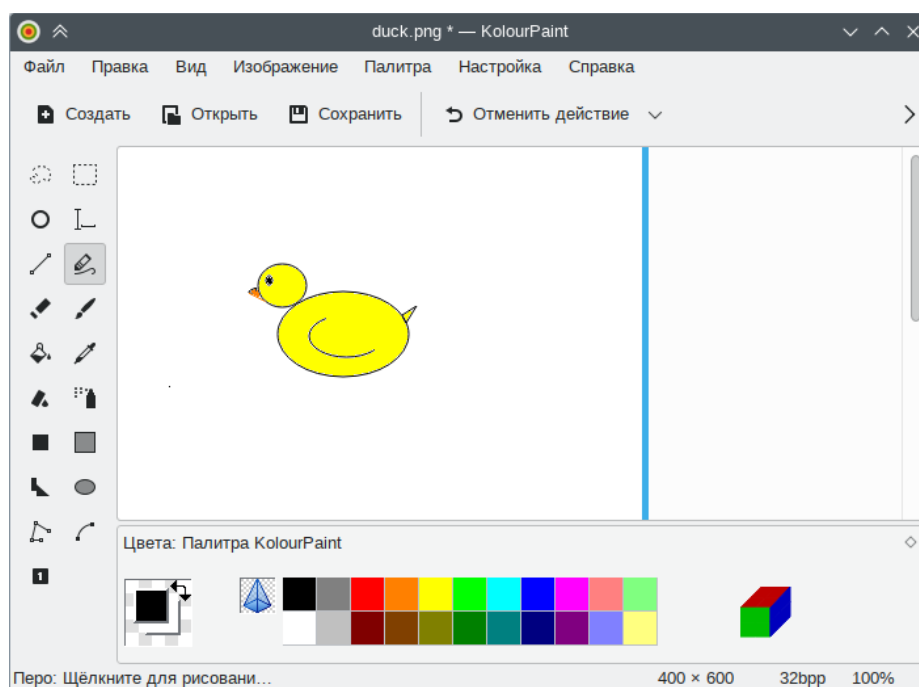 duck.png * — KolourPaint
Файл Правка Вид Изображение Палитра Настройка Справка
Создать Открыть Сохранить Отменить действие
Цвета: Палитра KolourPaint
1
Перо: Щёлкните для рисовани… 400 × 600 32bpp 100%